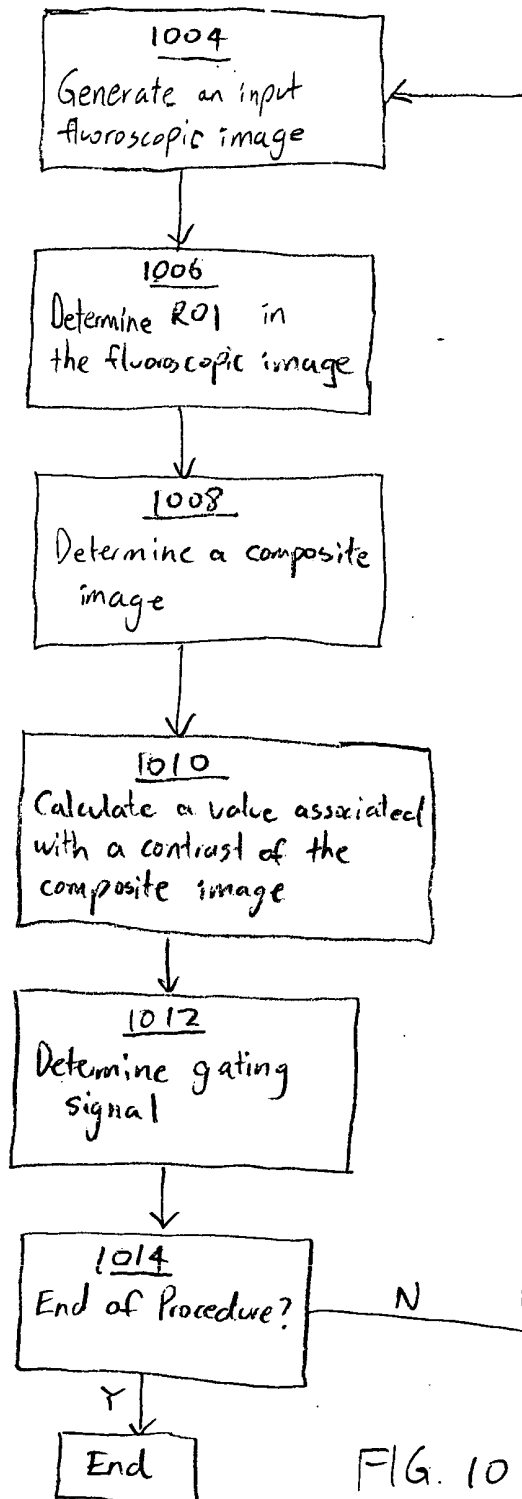 1004
Generate an input
fluoroscopic image
1006
Determine ROI in
the fluoroscopic image
1008
Determine a composite
image
1010
Calculate a value associated
with a contrast of the
composite image
1012
Determine gating
signal
1014
End of Procedure?
N
Y
End
FIG. 10